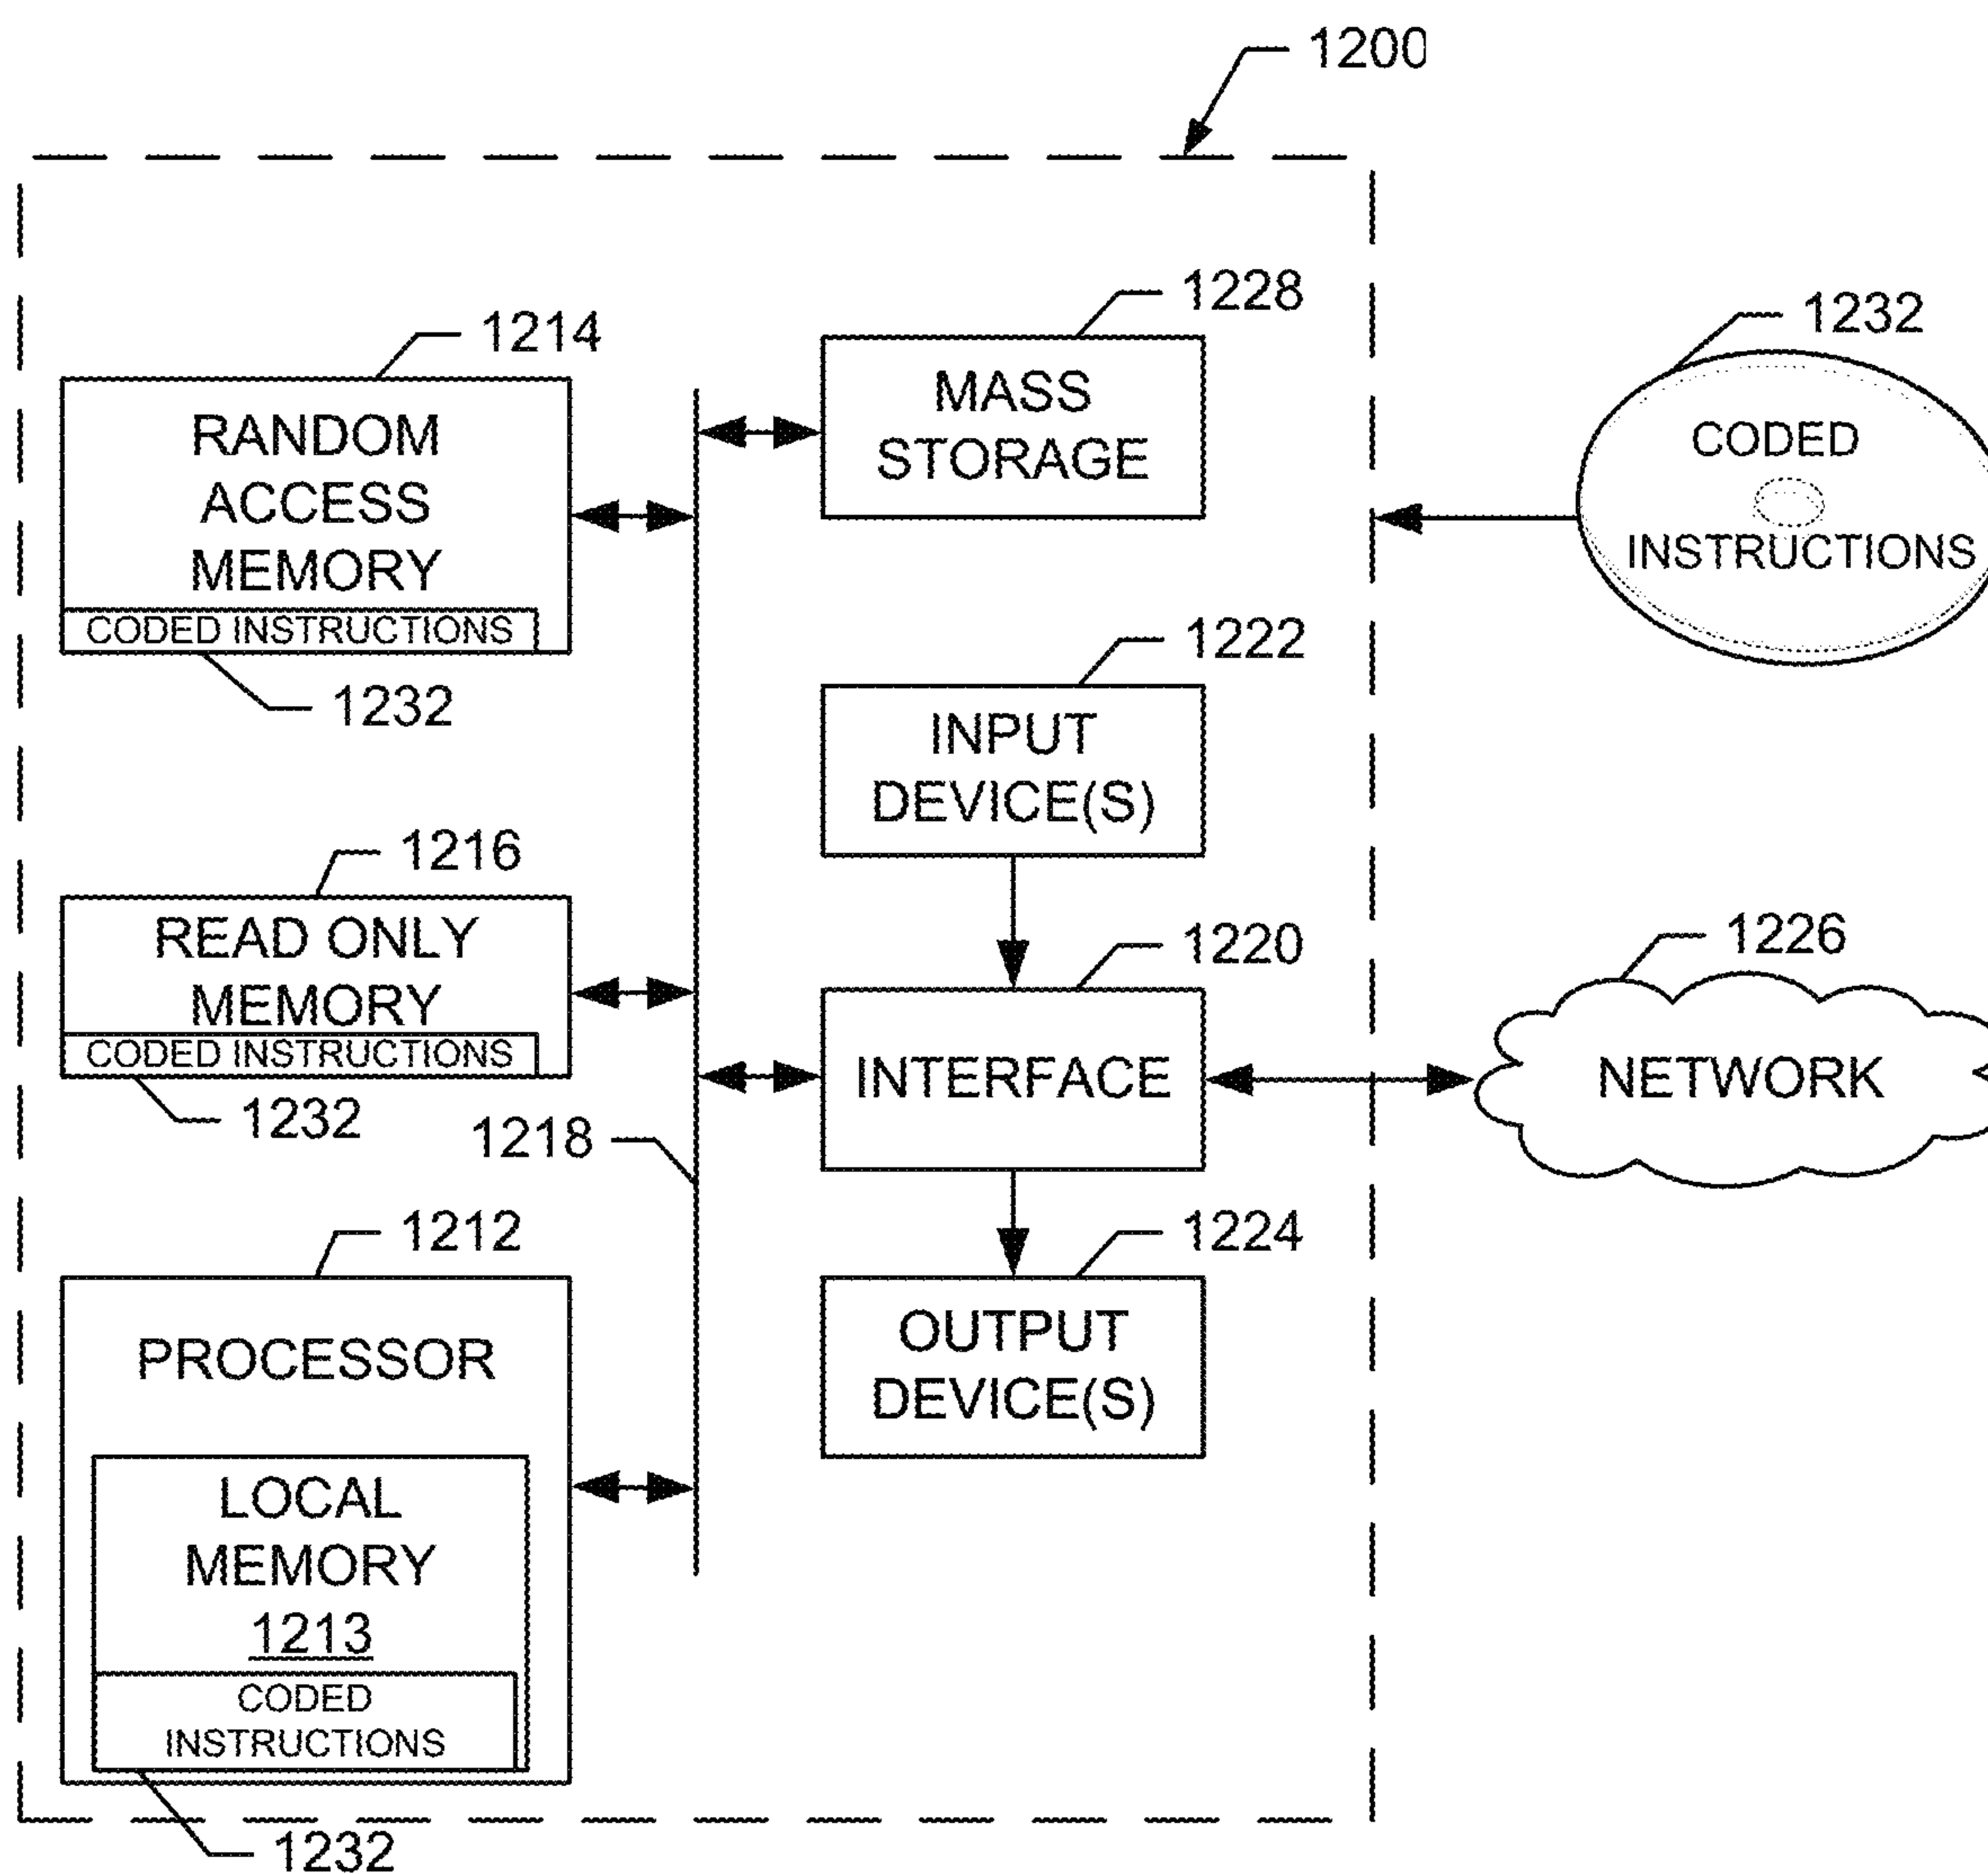 1200
1228
MASS
STORAGE
1214
RANDOM
ACCESS
MEMORY
CODED INSTRUCTIONS
1232
1232
CODED
INSTRUCTIONS
1222
INPUT
DEVICE(S)
1216
READ ONLY
MEMORY
CODED INSTRUCTIONS
1232
1218
1220
INTERFACE
1226
NETWORK
1212
PROCESSOR
LOCAL
MEMORY
1213
CODED
INSTRUCTIONS
1232
1224
OUTPUT
DEVICE(S)